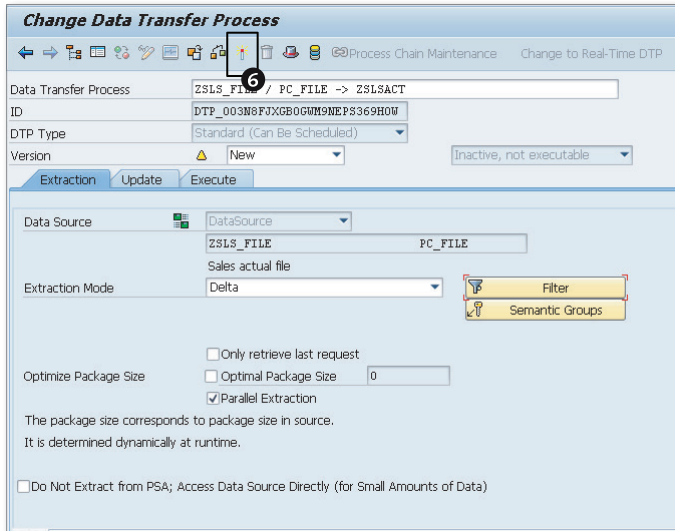 Change Data Transfer Process
Process Chain Maintenance Change to Real-Time DTP
6
Data Transfer Process ZSLS_FILE / PC_FILE -> ZSLSACT
ID DTP_003N8FJXGB0GWM9NEPS369H0W
DTP Type Standard (Can Be Scheduled)
Version New Inactive, not executable
Extraction Update Execute
Data Source DataSource
ZSLS_FILE PC_FILE
Sales actual file
Extraction Mode Delta Filter
Semantic Groups
Only retrieve last request
Optimize Package Size Optimal Package Size 0
Parallel Extraction
The package size corresponds to package size in source.
It is determined dynamically at runtime.
Do Not Extract from PSA; Access Data Source Directly (for Small Amounts of Data)